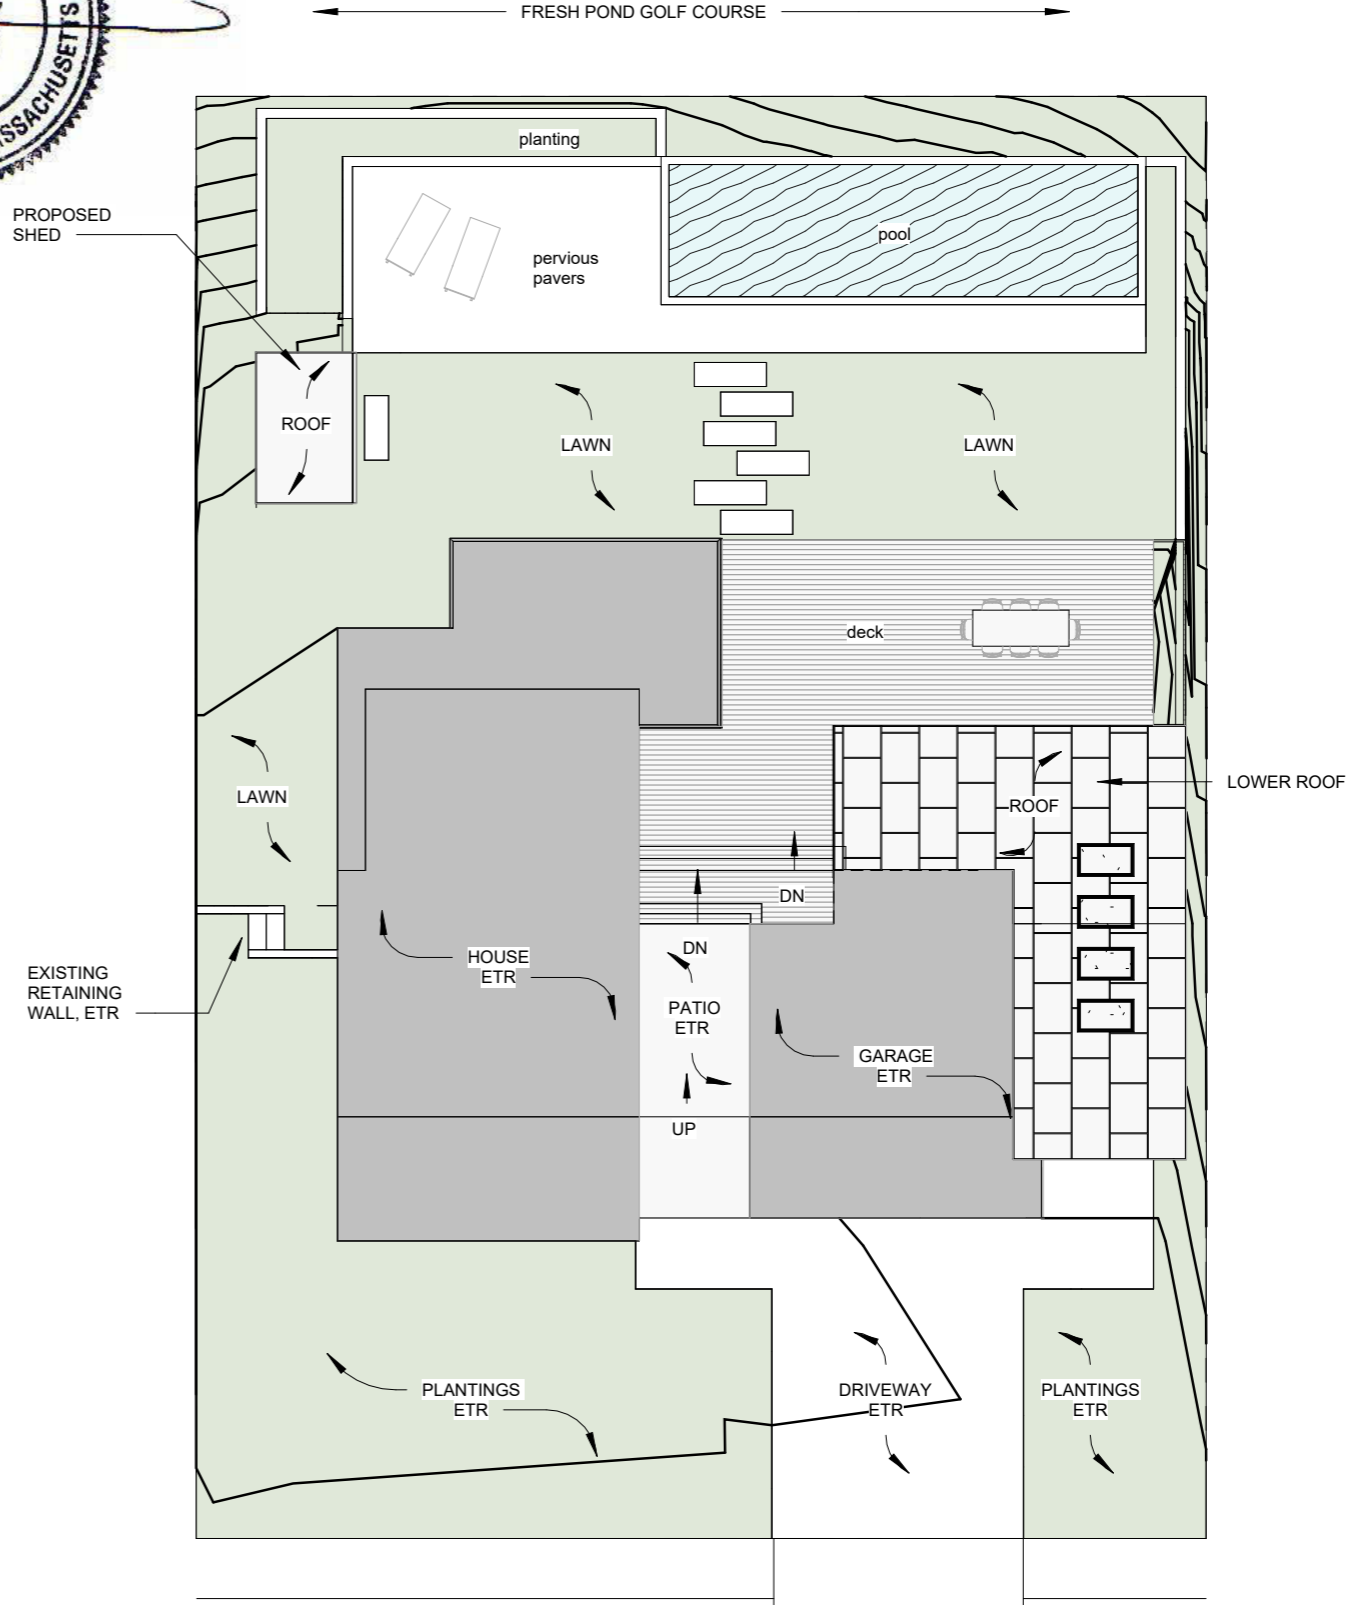 FRESH POND GOLF COURSE
SSACHUSETTS
planting
PROPOSED
SHED
pool
pervious
pavers
ROOF
LAWN
LAWN
deck
LOWER ROOF
LAWN
ROOF
DN
DN
HOUSE
ETR
EXISTING
RETAINING
WALL, ETR
PATIO
ETR
GARAGE
ETR
UP
PLANTINGS
ETR
DRIVEWAY
ETR
PLANTINGS
ETR